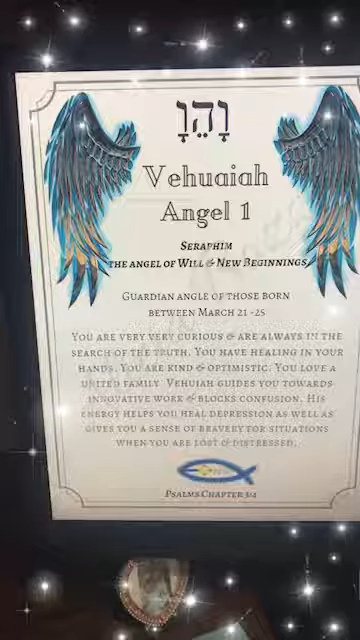 וָהֵוָ
Vehuaiah
Angel 1
Seraphim
the angel of Will & New Beginnings
Guardian angle of those born
between March 21 -25
You are very very curious & are always in the
search of the truth. You have healing in your
hands. You are kind & optimistic. You love a
united family. Vehuiah guides you towards
innovative work & blocks confusion. His
energy helps you heal depression as well as
gives you a sense of bravery for situations
when you are lost & distressed.
Psalms Chapter 3:4